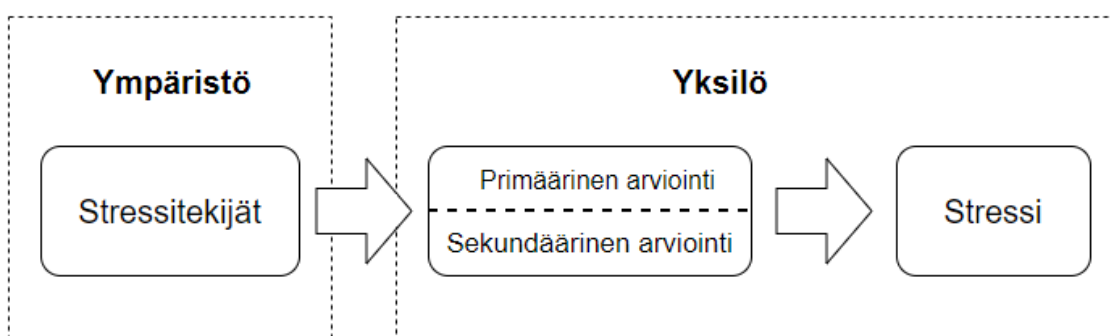 Ympäristö
Yksilö
Stressitekijät
Primäärinen arviointi
Sekundäärinen arviointi
Stressi